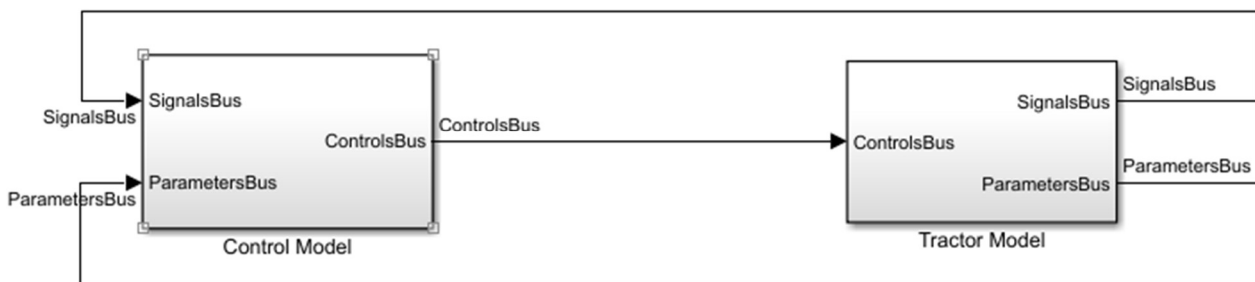 SignalsBus
SignalsBus
ControlsBus
ParametersBus
ParametersBus
Control Model
ControlsBus
ControlsBus
SignalsBus
ParametersBus
Tractor Model
SignalsBus
ParametersBus